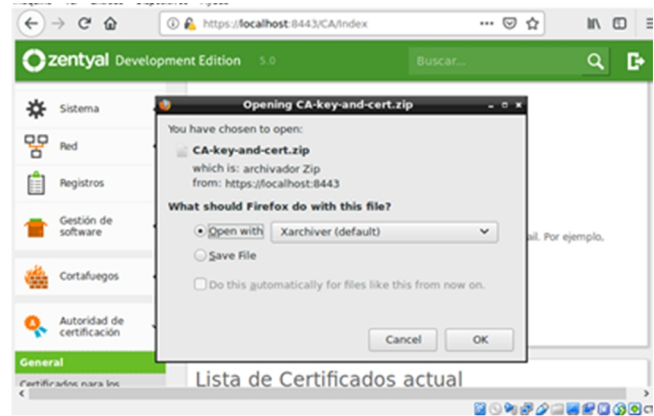 https://localhost:8443/CA/Index
zentyal Development Edition 5.0
Buscar...
Sistema
Red
Registros
Gestión de
software
Cortafuegos
Autoridad de
certificación
General
Certificados para los
Opening CA-key-and-cert.zip
You have chosen to open:
CA-key-and-cert.zip
which is: archivador Zip
from: https://localhost:8443
What should Firefox do with this file?
Open with
Xarchiver (default)
Save File
Do this automatically for files like this from now on.
Cancel
OK
ail. Por ejemplo,
Lista de Certificados actual